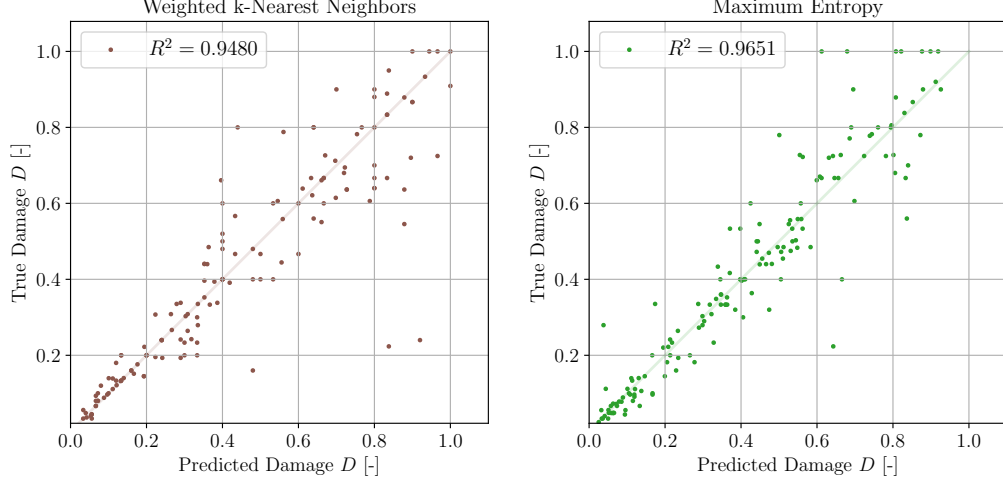 Weighted k-Nearest Neighbors
R² = 0.9480
1.0
0.8
0.6
0.4
0.2
0.0 0.2 0.4 0.6 0.8 1.0
True Damage D [-]
Predicted Damage D [-]
Maximum Entropy
R² = 0.9651
1.0
0.8
0.6
0.4
0.2
0.0 0.2 0.4 0.6 0.8 1.0
True Damage D [-]
Predicted Damage D [-]